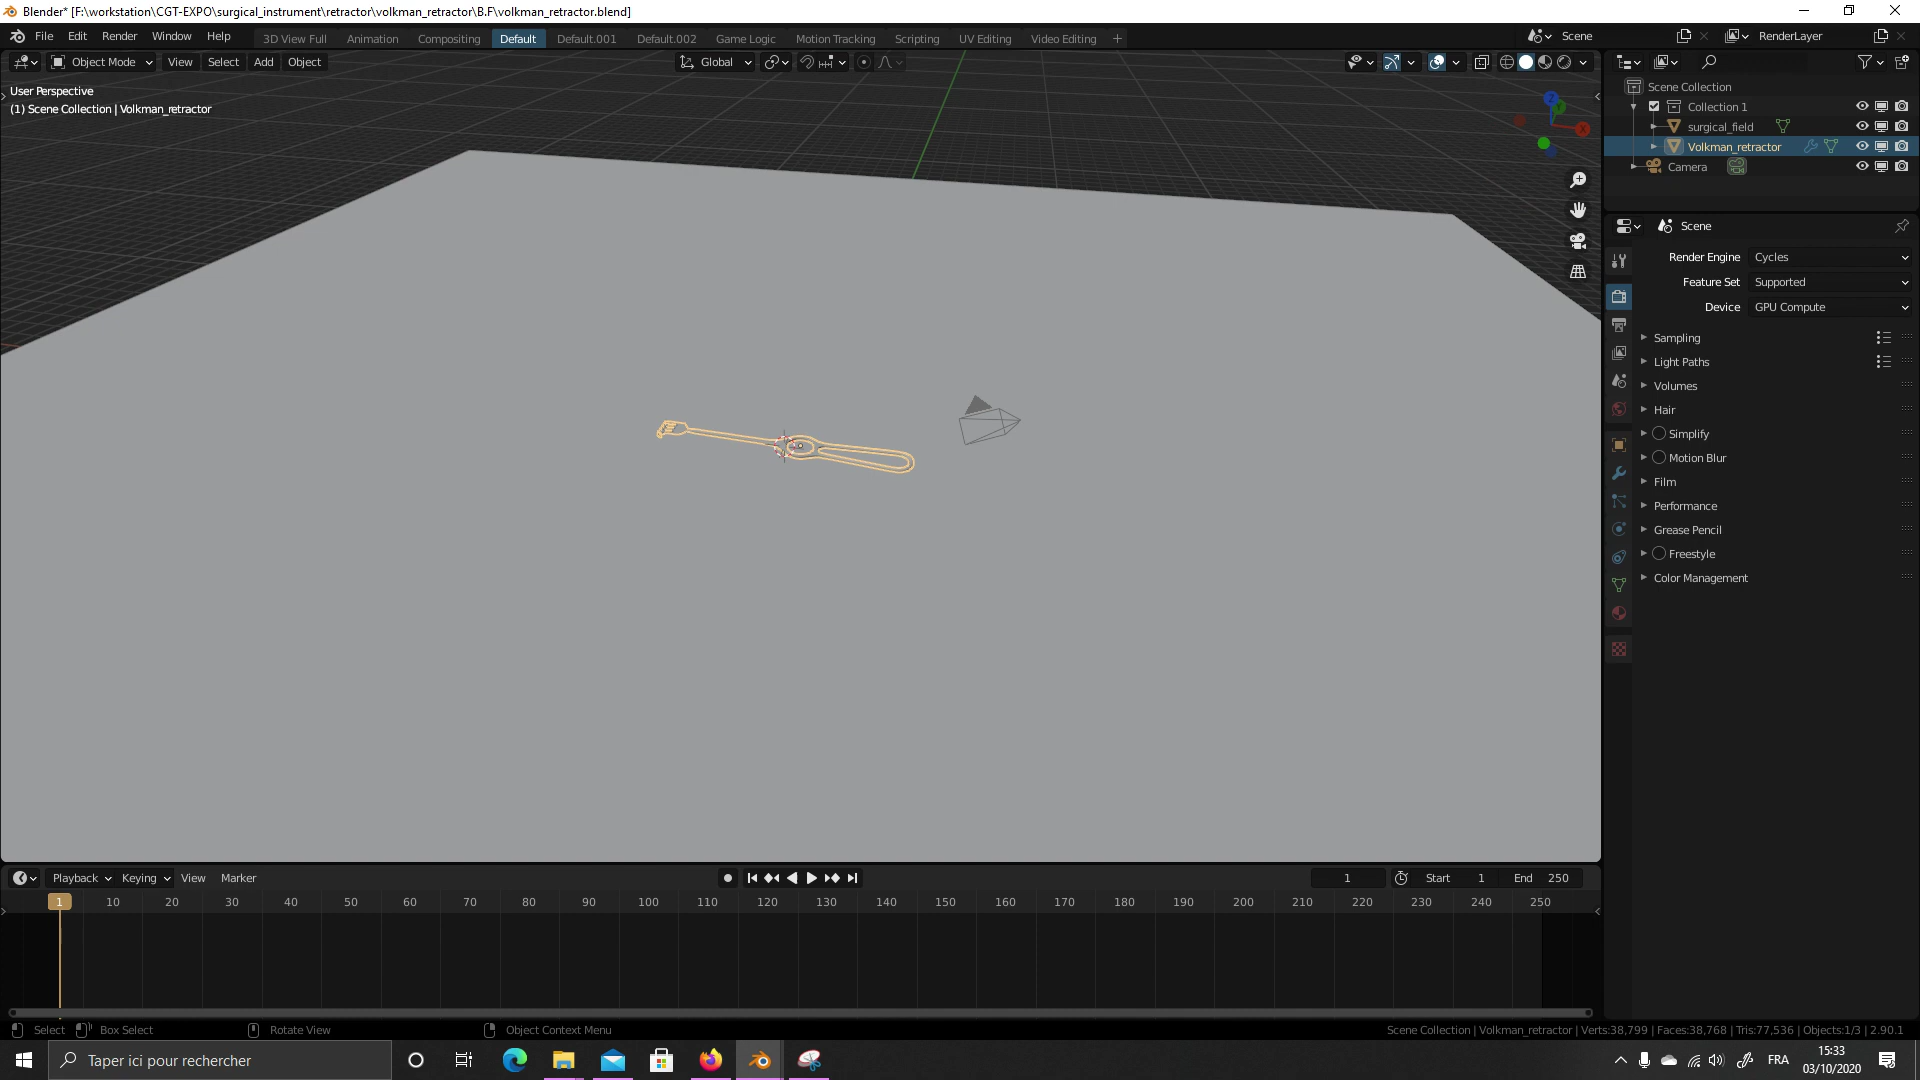 Blender* [F:\workstation\CGT-EXPO\surgical_instrument\retractor\volkman_retractor\B.F\volkman_retractor.blend]
File Edit Render Window Help 3D View Full Animation Compositing Default Default.001 Default.002 Game Logic Motion Tracking Scripting UV Editing Video Editing + Scene RenderLayer
Object Mode View Select Add Object Global
User Perspective
(1) Scene Collection | Volkman_retractor
Z
Y
X
Scene Collection
Collection 1
surgical_field
Volkman_retractor
Camera
Scene
Render Engine Cycles
Feature Set Supported
Device GPU Compute
Sampling
Light Paths
Volumes
Hair
Simplify
Motion Blur
Film
Performance
Grease Pencil
Freestyle
Color Management
Playback Keying View Marker 1 Start 1 End 250
1 10 20 30 40 50 60 70 80 90 100 110 120 130 140 150 160 170 180 190 200 210 220 230 240 250
Select Box Select Rotate View Object Context Menu Scene Collection | Volkman_retractor | Verts:38,799 | Faces:38,768 | Tris:77,536 | Objects:1/3 | 2.90.1
Taper ici pour rechercher FRA 15:33
03/10/2020